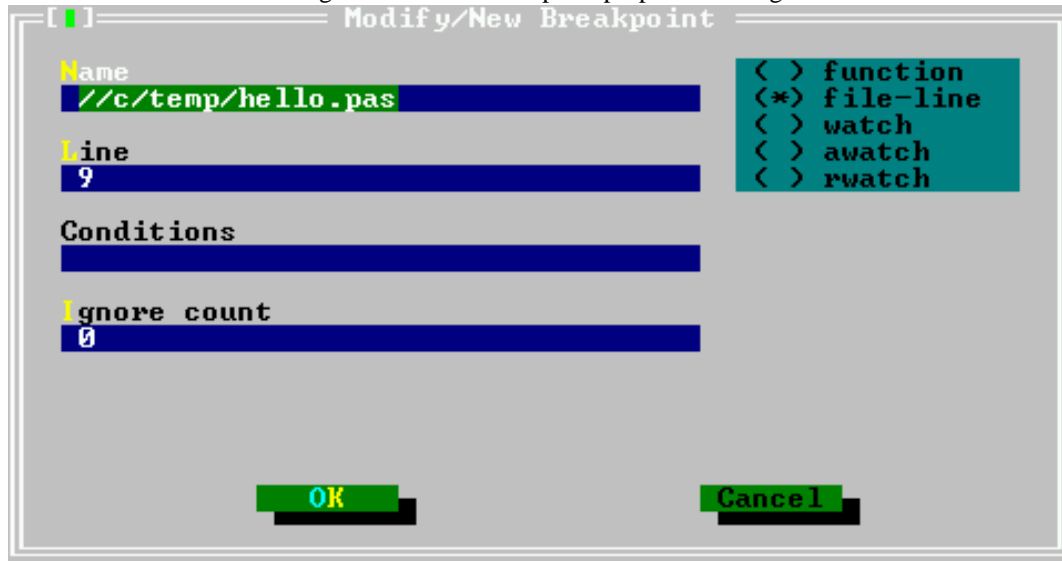 [ ] Modify/New Breakpoint
Name
//c/temp/hello.pas
Line
9
Conditions
Ignore count
0
( ) function
(*) file-line
( ) watch
( ) awatch
( ) rwatch
OK
Cancel